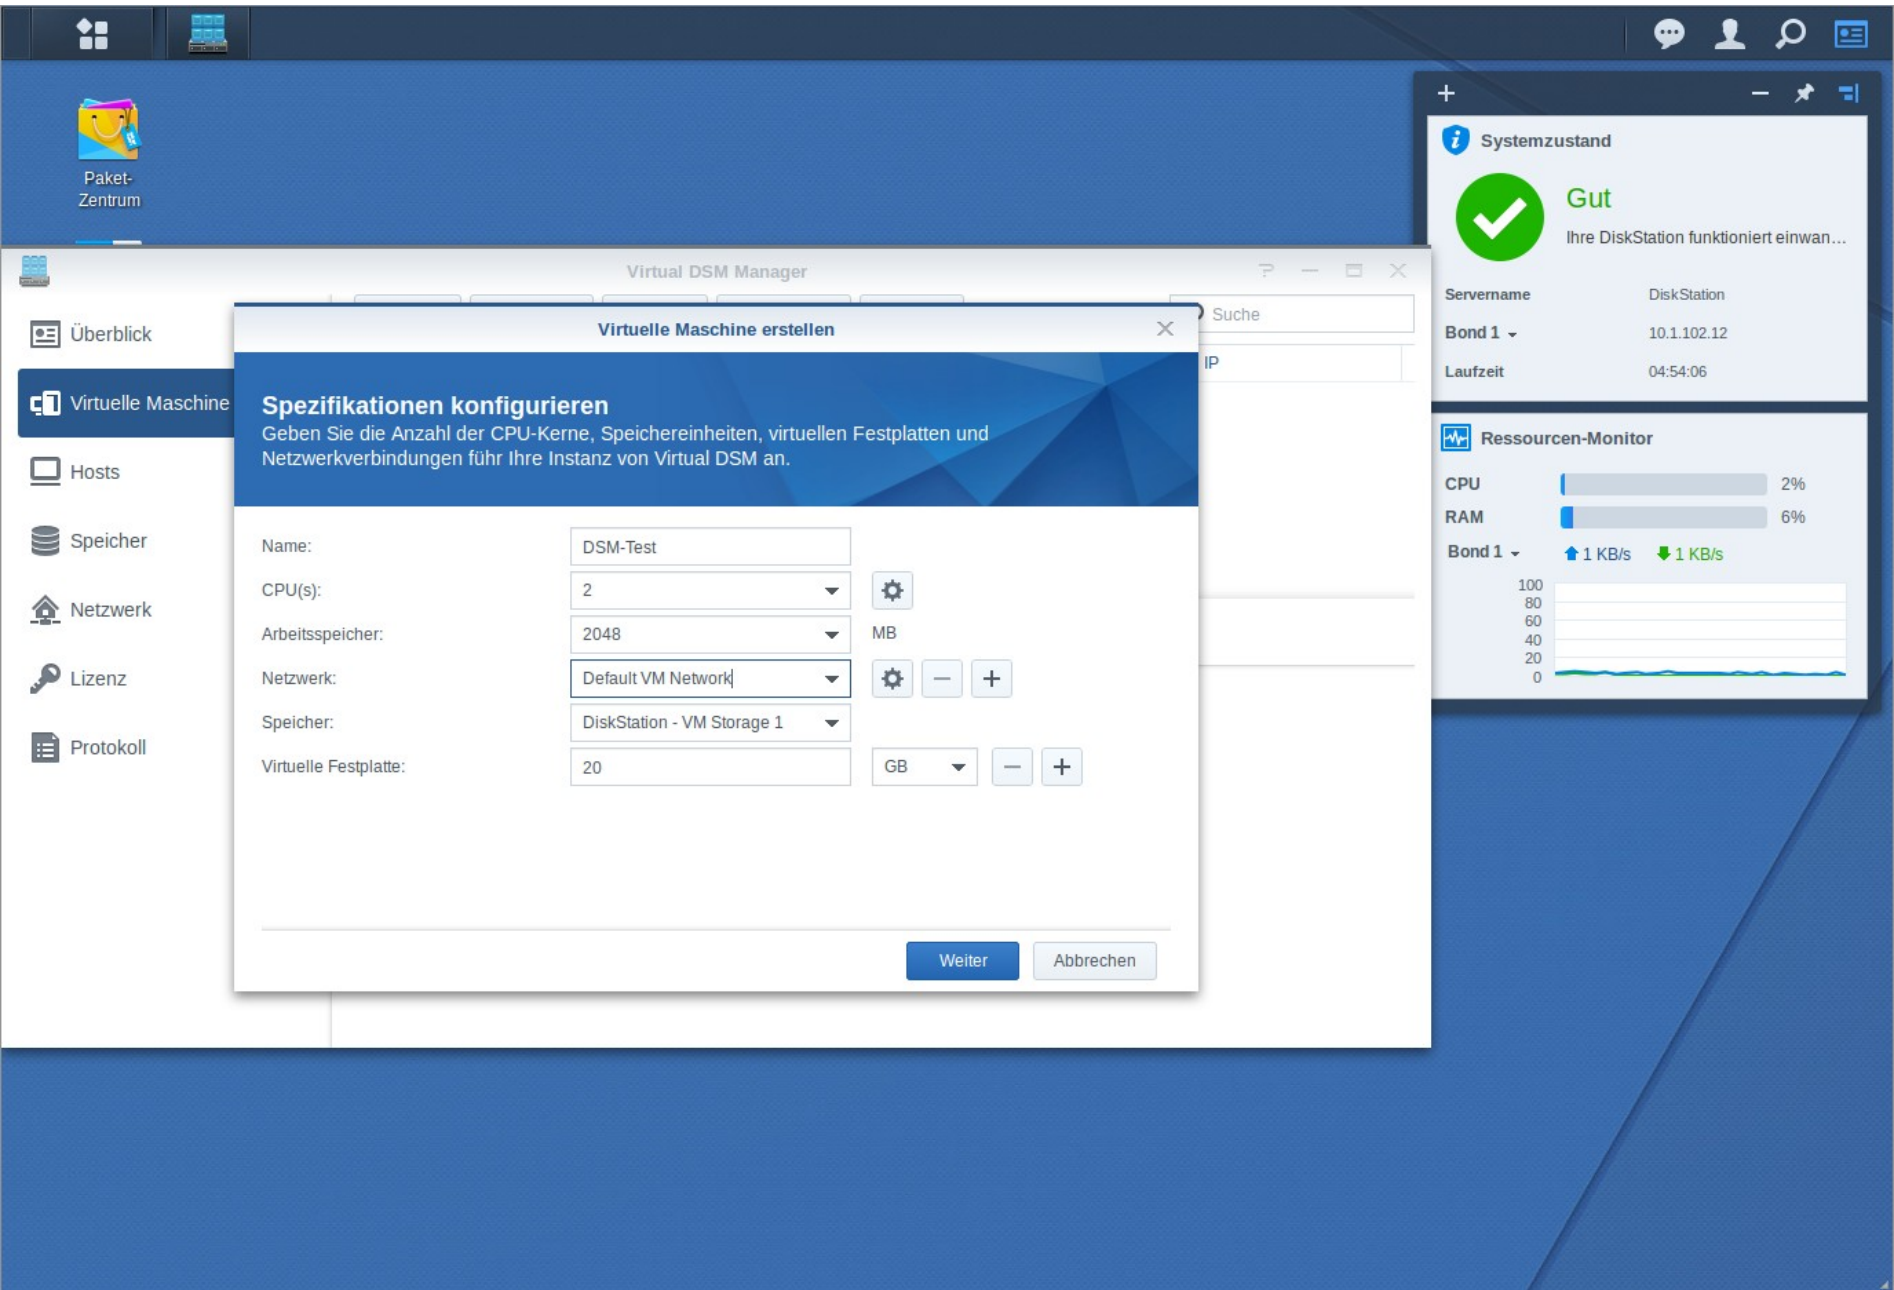 Paket-
Zentrum
Virtual DSM Manager
Suche
IP
Überblick
Virtuelle Maschine
Hosts
Speicher
Netzwerk
Lizenz
Protokoll
Virtuelle Maschine erstellen
Spezifikationen konfigurieren
Geben Sie die Anzahl der CPU-Kerne, Speichereinheiten, virtuellen Festplatten und
Netzwerkverbindungen führ Ihre Instanz von Virtual DSM an.
Name: DSM-Test
CPU(s): 2
Arbeitsspeicher: 2048 MB
Netzwerk: Default VM Network
Speicher: DiskStation - VM Storage 1
Virtuelle Festplatte: 20 GB
Weiter Abbrechen
Systemzustand
Gut
Ihre DiskStation funktioniert einwan...
Servername DiskStation
Bond 1 10.1.102.12
Laufzeit 04:54:06
Ressourcen-Monitor
CPU 2%
RAM 6%
Bond 1 1 KB/s 1 KB/s
100
80
60
40
20
0